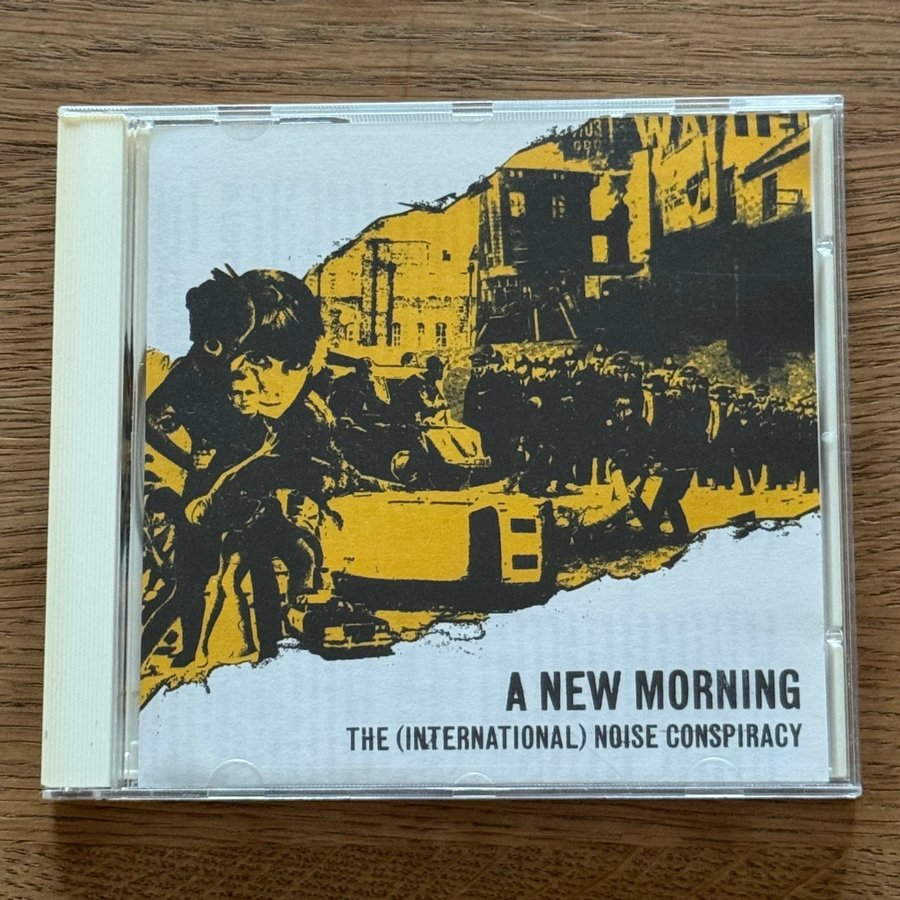 A NEW MORNING
THE (INTERNATIONAL) NOISE CONSPIRACY